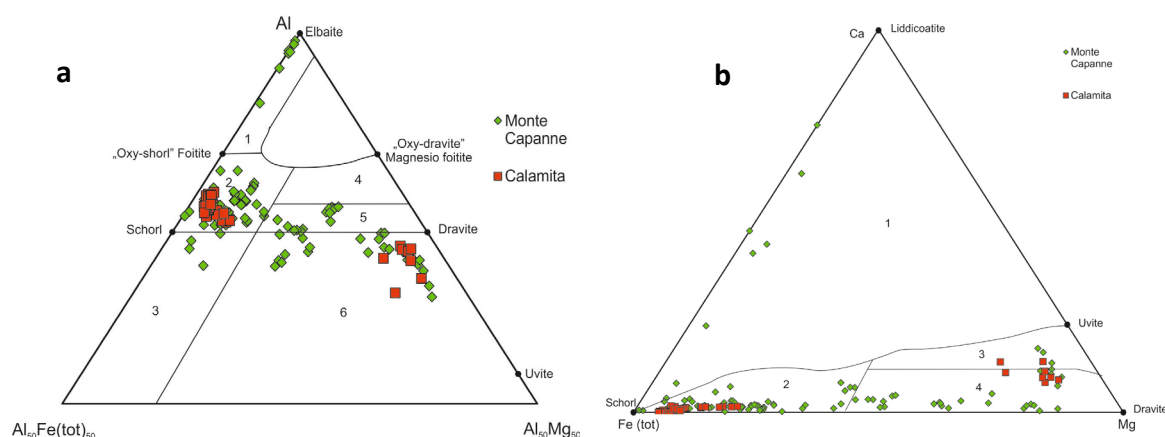 a
Al
Elbaite
Monte
Capanne
Calamita
1
„Oxy-shorl” Foitite
„Oxy-dravite”
Magnesio foitite
2
4
5
Schorl
Dravite
3
6
Uvite
Al50Fe(tot)50
Al50Mg50
b
Ca
Liddicoatite
Monte
Capanne
Calamita
1
Uvite
3
2
4
Schorl
Dravite
Fe (tot)
Mg